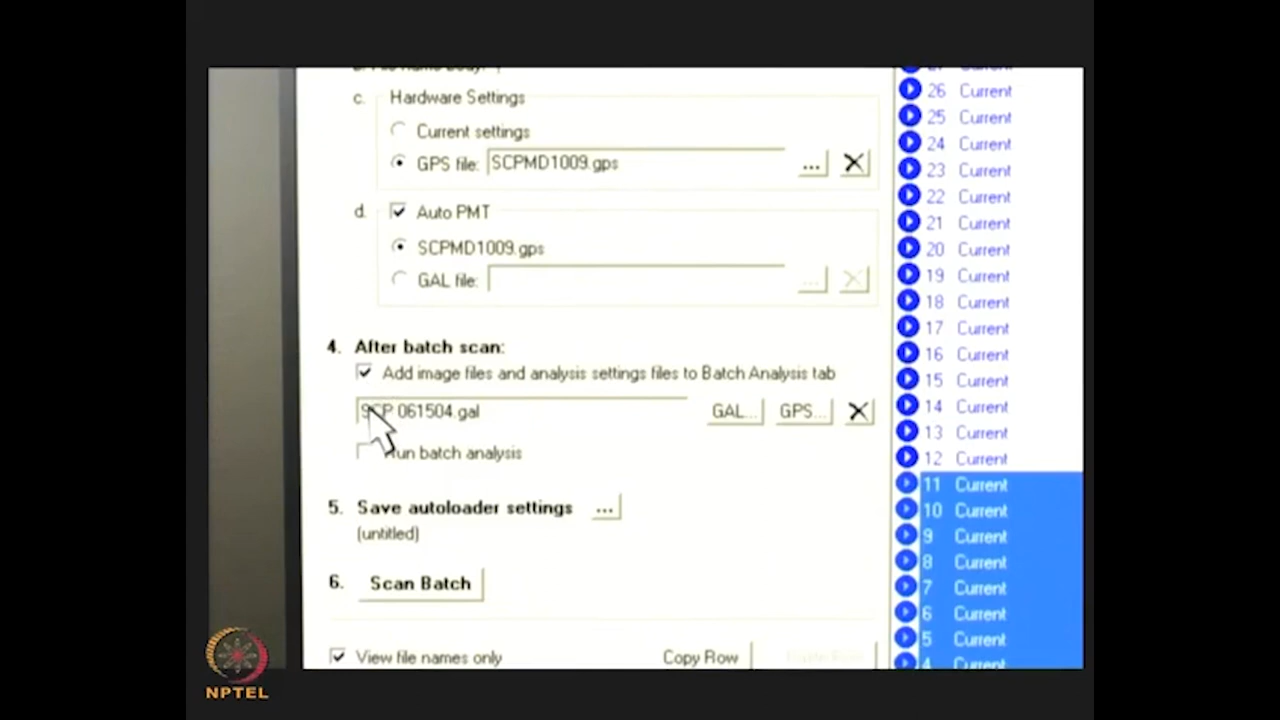 c. Hardware Settings
Current settings
GPS file: SCPMD1009.gps ...
d. Auto PMT
SCPMD1009.gps
GAL file: ...
4. After batch scan:
Add image files and analysis settings files to Batch Analysis tab
SCP 061504.gal GAL... GPS...
Run batch analysis
5. Save autoloader settings ...
(untitled)
6. Scan Batch
View file names only Copy Row
26 Current
25 Current
24 Current
23 Current
22 Current
21 Current
20 Current
19 Current
18 Current
17 Current
16 Current
15 Current
14 Current
13 Current
12 Current
11 Current
10 Current
9 Current
8 Current
7 Current
6 Current
5 Current
4 Current
NPTEL